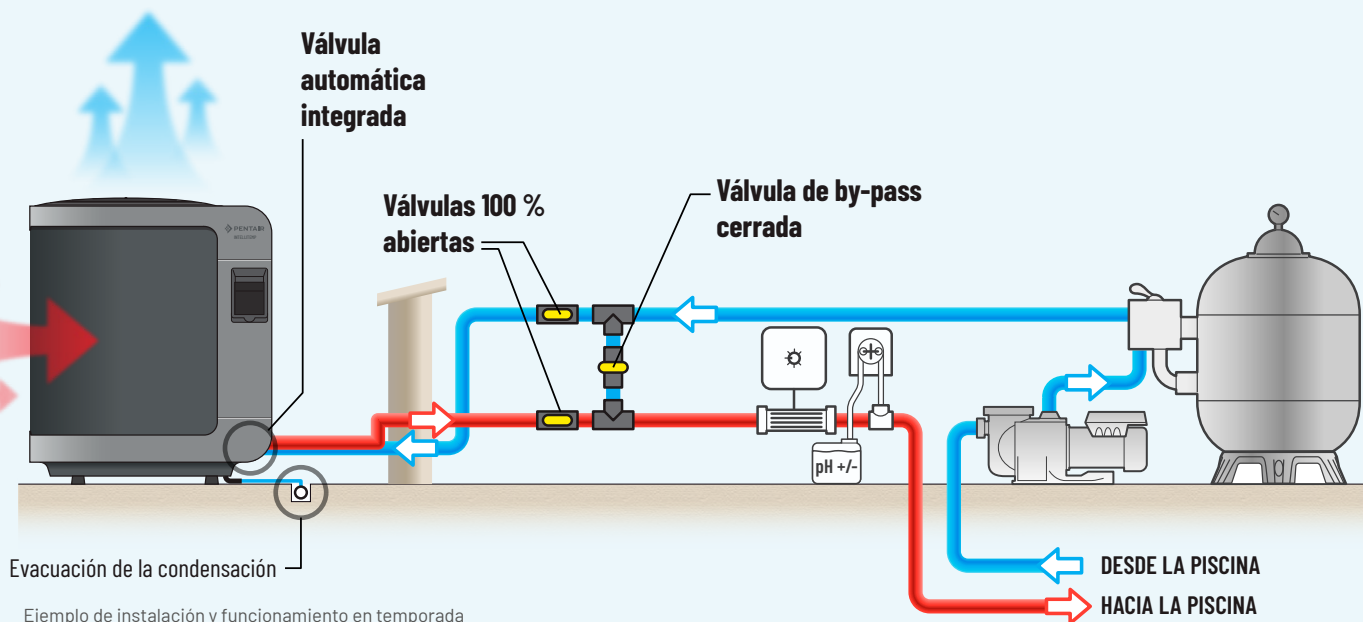 Válvula
automática
integrada
Válvulas 100 %
abiertas
Válvula de by-pass
cerrada
PENTAIR
pH +/-
Evacuación de la condensación
DESDE LA PISCINA
HACIA LA PISCINA
Ejemplo de instalación y funcionamiento en temporada